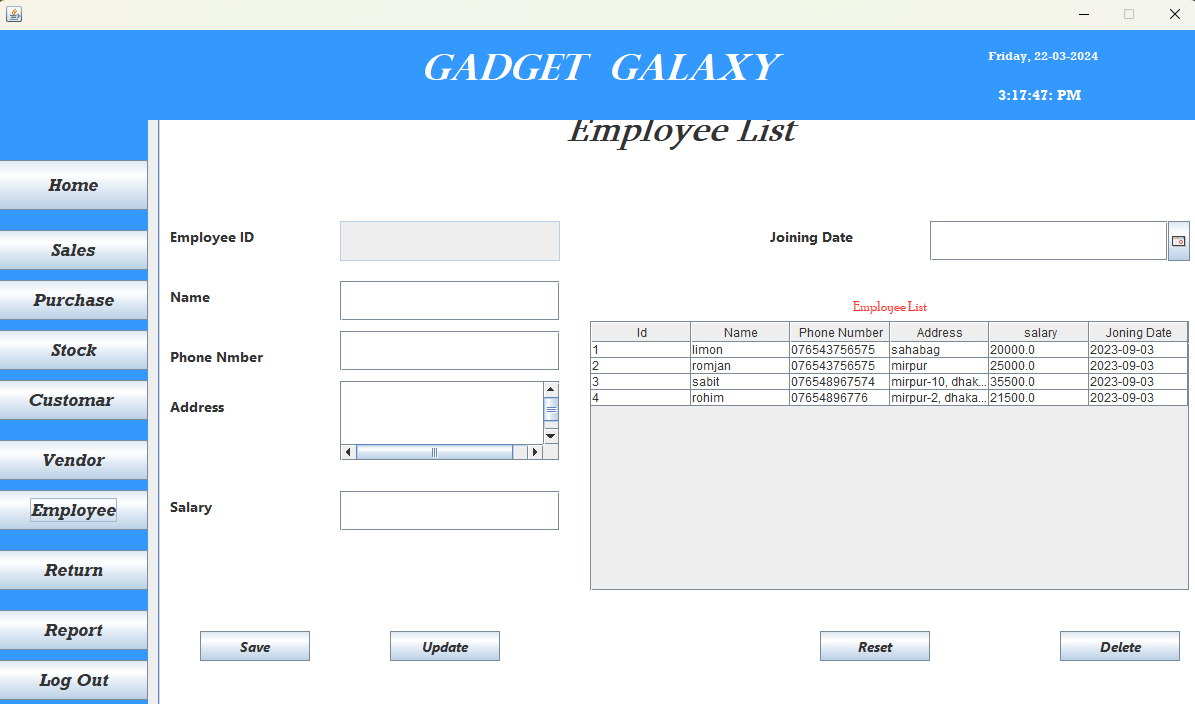 GADGET GALAXY
Friday, 22-03-2024
3:17:47: PM
Employee List
Home
Sales
Purchase
Stock
Customar
Vendor
Employee
Return
Report
Log Out
Employee ID
Joining Date
Name
Phone Nmber
Address
Salary
Employee List
Id Name Phone Number Address salary Joning Date
1 limon 076543756575 sahabag 20000.0 2023-09-03
2 romjan 076543756575 mirpur 25000.0 2023-09-03
3 sabit 076548967574 mirpur-10, dhak... 35500.0 2023-09-03
4 rohim 07654896776 mirpur-2, dhaka... 21500.0 2023-09-03
Save Update Reset Delete